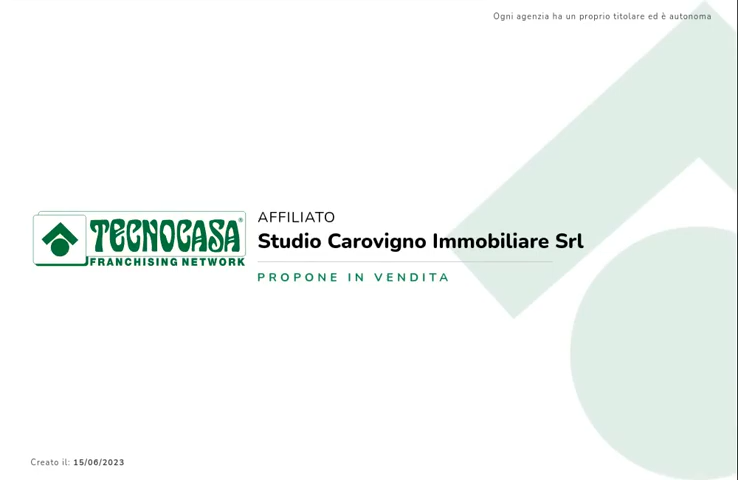 Ogni agenzia ha un proprio titolare ed è autonoma
AFFILIATO
TECNOCASA®
Studio Carovigno Immobiliare Srl
FRANCHISING NETWORK
PROPONE IN VENDITA
Creato il: 15/06/2023